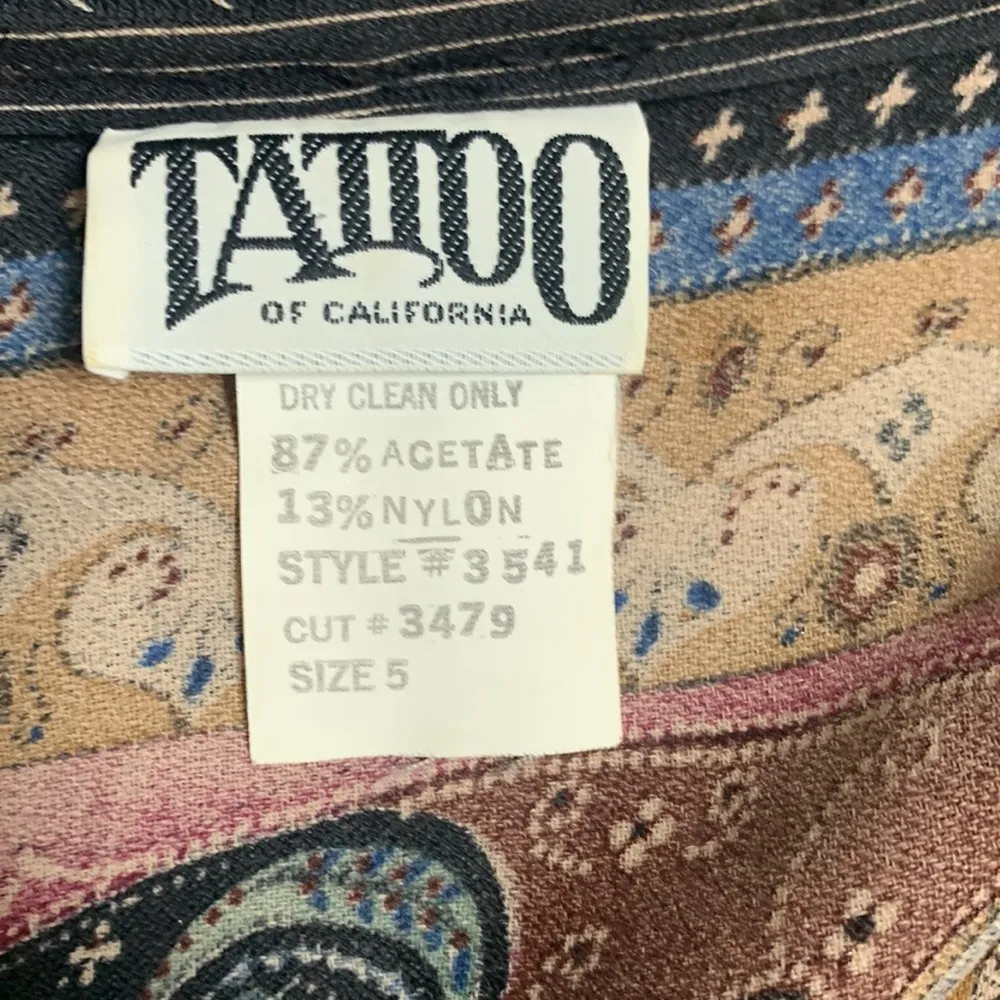 TATTOO
OF CALIFORNIA
DRY CLEAN ONLY
87% ACETATE
13% NYLON
STYLE # 3541
CUT # 3479
SIZE 5